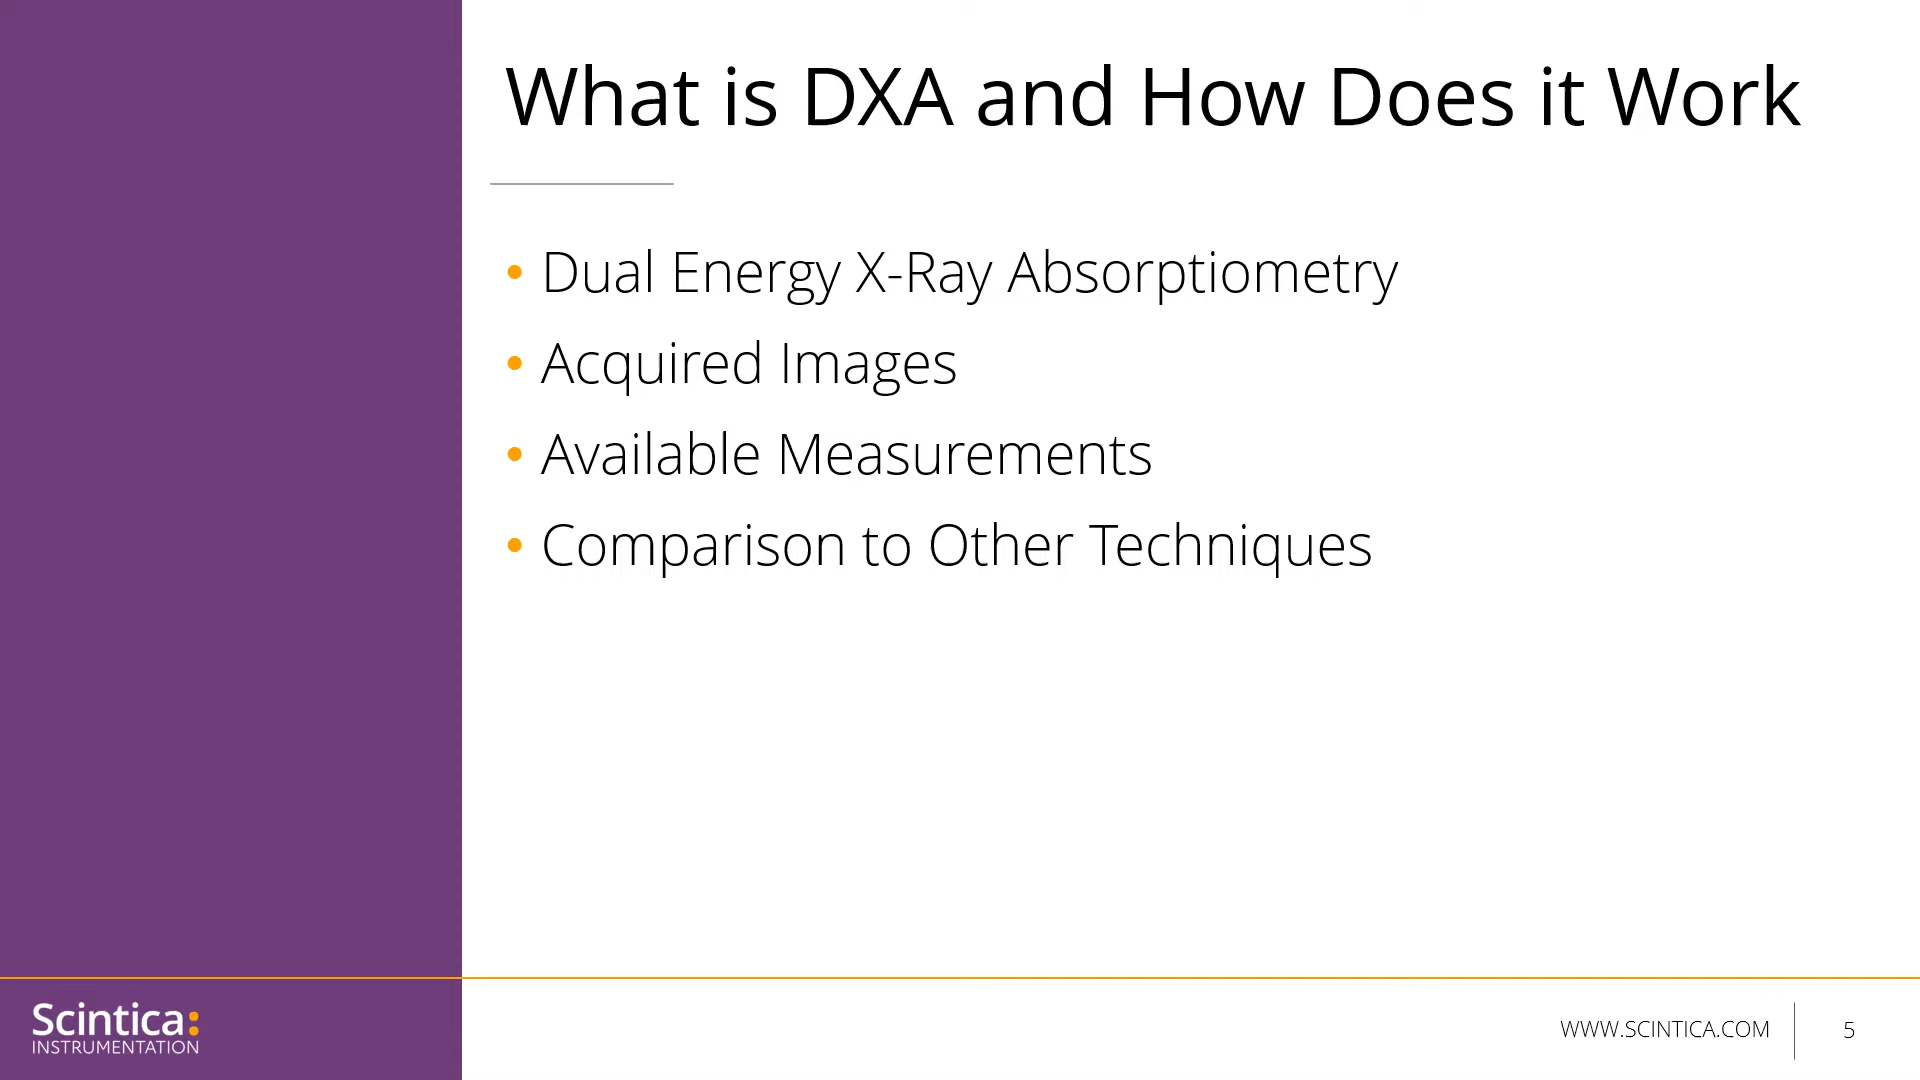 What is DXA and How Does it Work
• Dual Energy X-Ray Absorptiometry
• Acquired Images
• Available Measurements
• Comparison to Other Techniques
Scintica:
INSTRUMENTATION
WWW.SCINTICA.COM
5